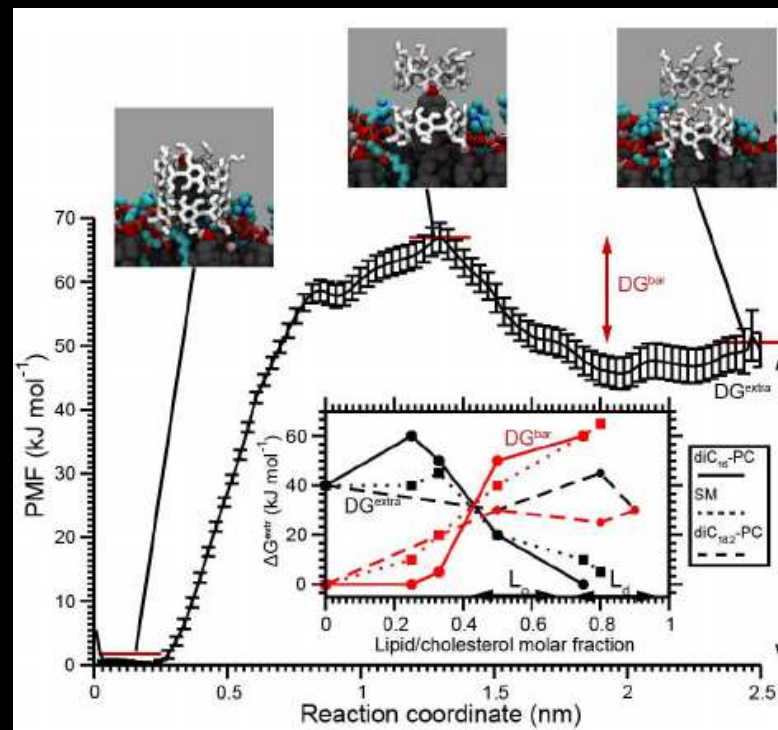 70
60
50
40
30
20
10
0
PMF (kJ mol⁻¹)
DGᵇᵃʳ
DGᵉˣᵗʳᵃ
60
40
20
0
ΔGᵉˣᵗʳ (kJ mol⁻¹)
DGᵇᵃʳ
DGᵉˣᵗʳᵃ
Lₒ
L_d
0 0.2 0.4 0.6 0.8 1
Lipid/cholesterol molar fraction
diC₁₆-PC
SM
diC₁₈:₂-PC
0 0.5 1 1.5 2 2.5
Reaction coordinate (nm)